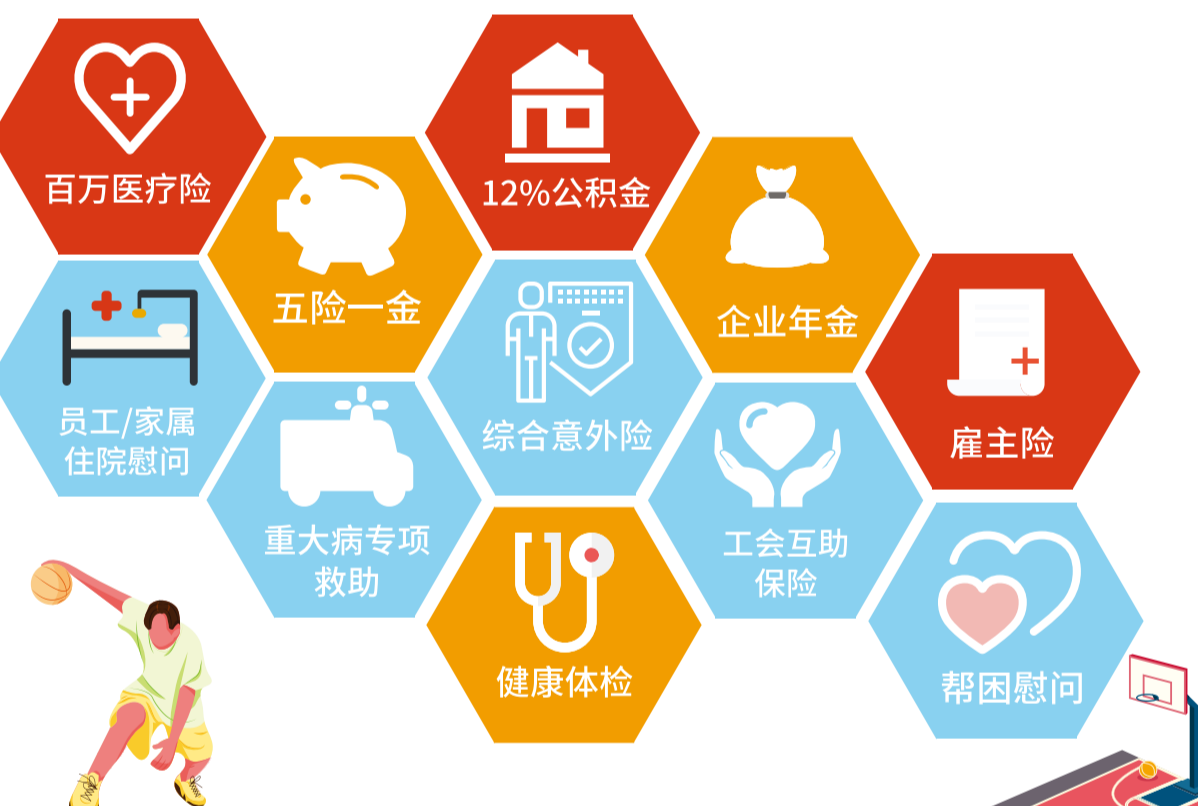 百万医疗险
12%公积金
五险一金
企业年金
员工/家属
住院慰问
综合意外险
雇主险
重大病专项
救助
工会互助
保险
健康体检
帮困慰问